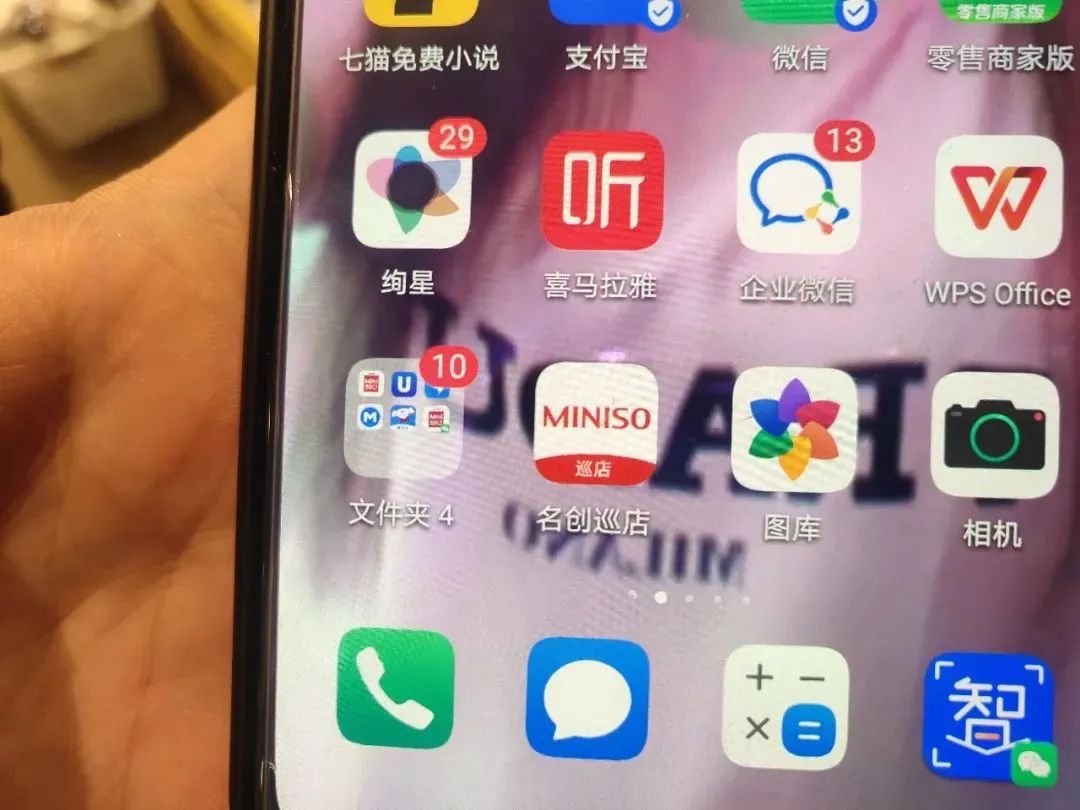 零售商家版
七猫免费小说 支付宝 微信 零售商家版
29 13
听
绚星 喜马拉雅 企业微信 WPS Office
10
U
M
MINISO
巡店
文件夹 4 名创巡店 图库 相机
MILANO
智